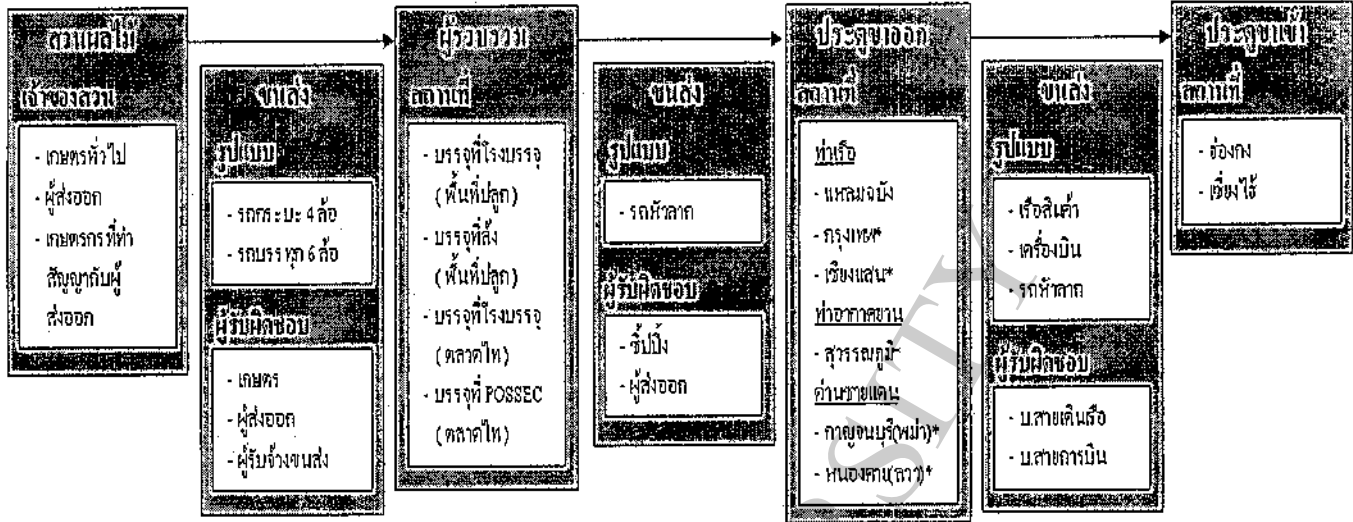 สวนผลไม้
เจ้าของสวน
- เกษตรทั่วไป
- ผู้ส่งออก
- เกษตรกรที่ทำ
สัญญากับผู้
ส่งออก
ขนส่ง
รูปแบบ
- รถกระบะ 4 ล้อ
- รถบรรทุก 6 ล้อ
ผู้รับผิดชอบ
- เกษตร
- ผู้ส่งออก
- ผู้รับจ้างขนส่ง
ผู้รวบรวม
สถานที่
- บรรจุที่โรงบรรจุ
(พื้นที่ปลูก)
- บรรจุที่ล้ง
(พื้นที่ปลูก)
- บรรจุที่โรงบรรจุ
(ตลาดไท)
- บรรจุที่ POSSEC
(ตลาดไท)
ขนส่ง
รูปแบบ
- รถหัวลาก
ผู้รับผิดชอบ
- ชิ้ปปิ้ง
- ผู้ส่งออก
ประตูขาออก
สถานที่
ท่าเรือ
- แหลมฉบัง
- กรุงเทพ*
- เชียงแสน*
ท่าอากาศยาน
- สุวรรณภูมิ*
ด่านชายแดน
- กาญจนบุรี(พม่า)*
- หนองคาย(ลาว)*
ขนส่ง
รูปแบบ
- เรือสินค้า
- เครื่องบิน
- รถหัวลาก
ผู้รับผิดชอบ
- บ.สายเดินเรือ
- บ.สายการบิน
ประตูขาเข้า
สถานที่
- ฮ่องกง
- เซี่ยงไฮ้